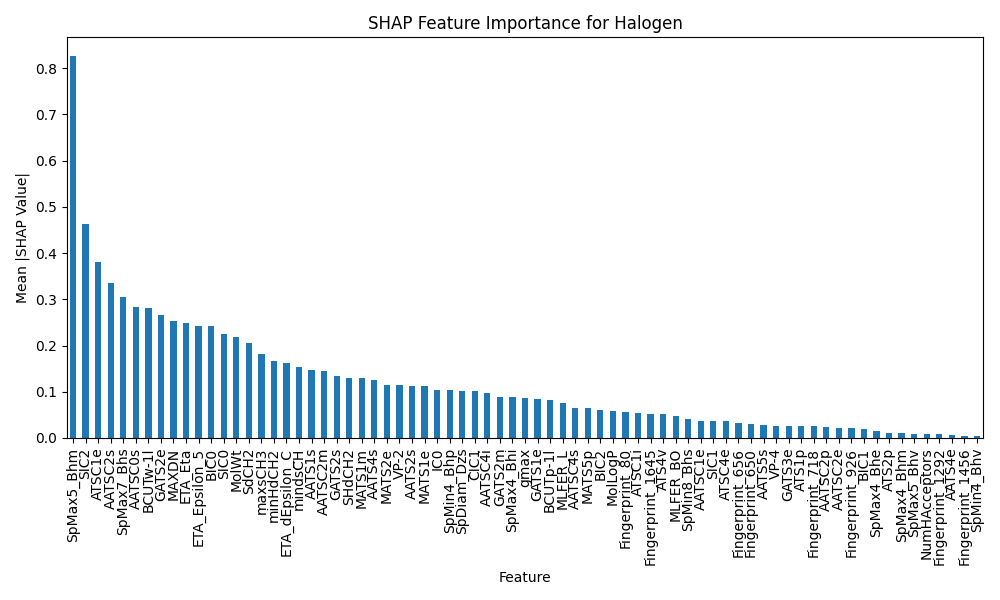 SHAP Feature Importance for Halogen
Mean |SHAP Value|
0.8
0.7
0.6
0.5
0.4
0.3
0.2
0.1
0.0
SpMax5_Bhm
SIC2
ATSC1e
AATSC2s
SpMax7_Bhs
AATSC0s
BCUTw-1l
GATS2e
MAXDN
ETA_Eta
ETA_Epsilon_5
BIC0
SIC0
MolWt
SdCH2
maxsCH3
minHdCH2
ETA_dEpsilon_C
mindsCH
AATS1s
AATSC2m
GATS2s
SHdCH2
MATS1m
AATS4s
MATS2e
VP-2
AATS2s
MATS1e
IC0
SpMin4_Bhp
SpDiam_Dzs
CIC1
AATSC4i
GATS2m
SpMax4_Bhi
gmax
GATS1e
BCUTp-1l
MLFER_L
AATSC4s
MATS5p
BIC2
MolLogP
Fingerprint_80
ATSC1i
Fingerprint_1645
ATS4v
MLFER_BO
SpMin8_Bhs
AATSC1s
SIC1
ATSC4e
Fingerprint_656
Fingerprint_650
AATS5s
VP-4
GATS3e
ATS1p
Fingerprint_718
AATSC2p
AATSC2e
Fingerprint_926
BIC1
SpMax4_Bhe
ATS2p
SpMax4_Bhm
SpMax5_Bhv
NumHAcceptors
Fingerprint_1292
AATS4e
Fingerprint_1456
SpMin4_Bhv
Feature